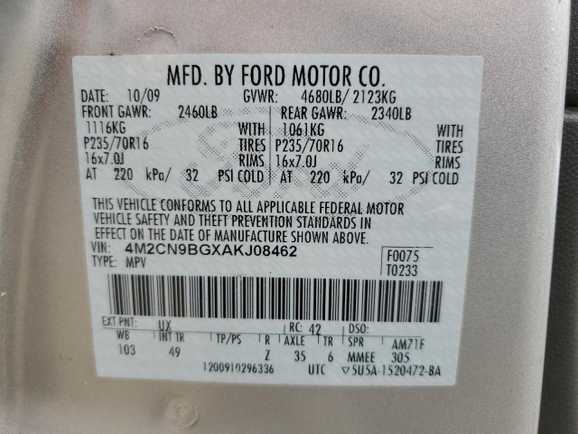 MFD. BY FORD MOTOR CO.
DATE: 10/09 GVWR: 4680LB/ 2123KG
FRONT GAWR: 2460LB REAR GAWR: 2340LB
1116KG WITH 1061KG WITH
P235/70R16 TIRES P235/70R16 TIRES
16x7.0J RIMS 16x7.0J RIMS
AT 220 kPa/ 32 PSI COLD AT 220 kPa/ 32 PSI COLD
THIS VEHICLE CONFORMS TO ALL APPLICABLE FEDERAL MOTOR
VEHICLE SAFETY AND THEFT PREVENTION STANDARDS IN
EFFECT ON THE DATE OF MANUFACTURE SHOWN ABOVE.
VIN: 4M2CN9BGXAKJ08462 F0075
TYPE: MPV T0233
EXT PNT: UX RC: 42 DSO:
WB INT TR TP/PS R AXLE TR SPR AM71F
103 49 Z 35 6 MMEE 305
1200910296336 UTC ▽5U5A-1520472-BA
Ford